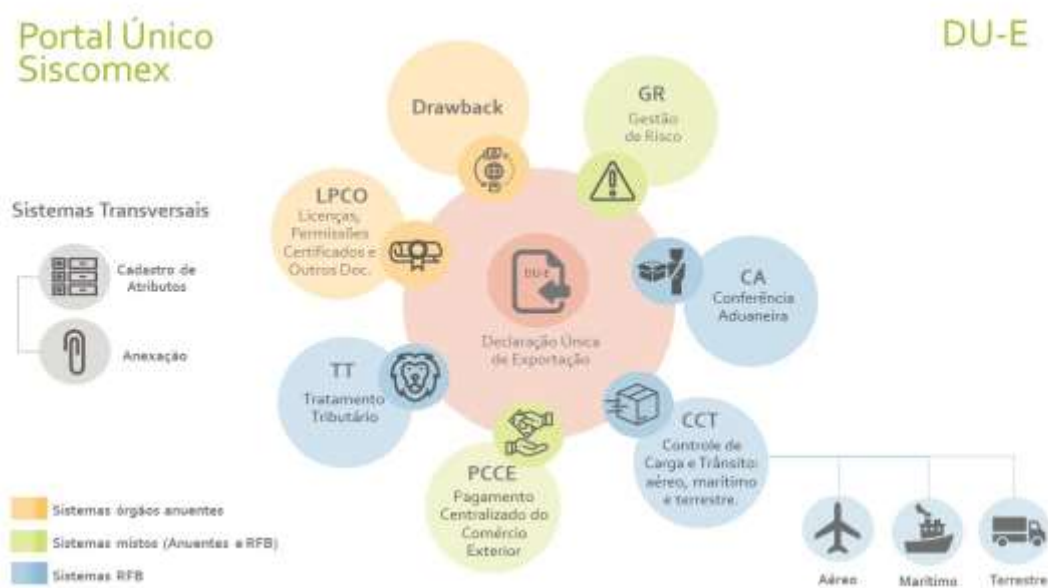 Portal Único
Siscomex
DU-E
Drawback
GR
Gestão
de Risco
LPCO
Licenças,
Permissões
Certificados e
Outros Doc.
Sistemas Transversais
Cadastro de
Atributos
Anexação
DU-E
Declaração Única
de Exportação
CA
Conferência
Aduaneira
TT
Tratamento
Tributário
CCT
Controle de
Carga e Trânsito:
aéreo, marítimo
e terrestre.
PCCE
Pagamento
Centralizado do
Comércio
Exterior
Sistemas órgãos anuentes
Sistemas mistos (Anuentes e RFB)
Sistemas RFB
Aéreo
Marítimo
Terrestre